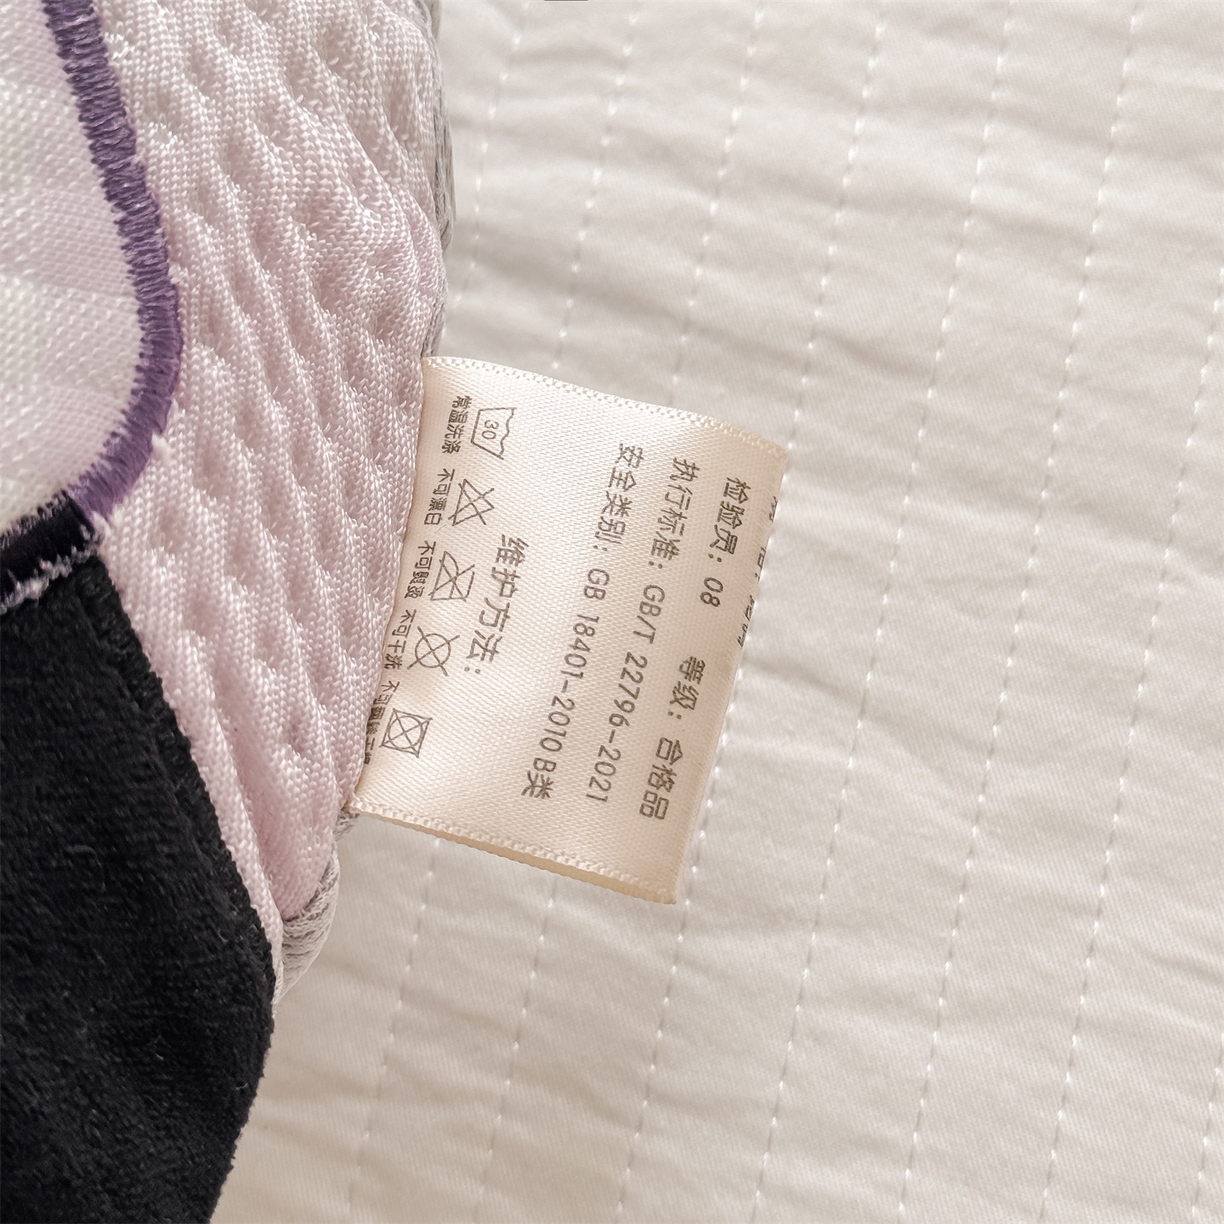 检验员：08 等级：合格品
执行标准：GB/T 22796-2021
安全类别：GB 18401-2010 B类
维护方法：
30
常温洗涤
不可漂白
不可熨烫
不可干洗